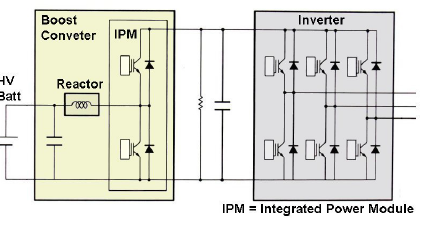 Boost
Conveter
IPM
Inverter
Reactor
HV
Batt
IPM = Integrated Power Module